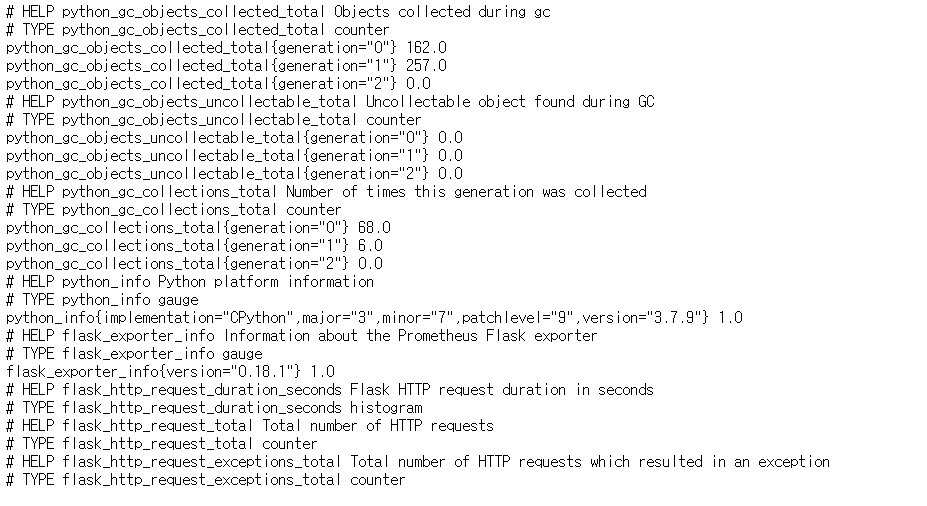 # HELP python_gc_objects_collected_total Objects collected during gc
# TYPE python_gc_objects_collected_total counter
python_gc_objects_collected_total{generation="0"} 162.0
python_gc_objects_collected_total{generation="1"} 257.0
python_gc_objects_collected_total{generation="2"} 0.0
# HELP python_gc_objects_uncollectable_total Uncollectable object found during GC
# TYPE python_gc_objects_uncollectable_total counter
python_gc_objects_uncollectable_total{generation="0"} 0.0
python_gc_objects_uncollectable_total{generation="1"} 0.0
python_gc_objects_uncollectable_total{generation="2"} 0.0
# HELP python_gc_collections_total Number of times this generation was collected
# TYPE python_gc_collections_total counter
python_gc_collections_total{generation="0"} 68.0
python_gc_collections_total{generation="1"} 6.0
python_gc_collections_total{generation="2"} 0.0
# HELP python_info Python platform information
# TYPE python_info gauge
python_info{implementation="CPython",major="3",minor="7",patchlevel="9",version="3.7.9"} 1.0
# HELP flask_exporter_info Information about the Prometheus Flask exporter
# TYPE flask_exporter_info gauge
flask_exporter_info{version="0.18.1"} 1.0
# HELP flask_http_request_duration_seconds Flask HTTP request duration in seconds
# TYPE flask_http_request_duration_seconds histogram
# HELP flask_http_request_total Total number of HTTP requests
# TYPE flask_http_request_total counter
# HELP flask_http_request_exceptions_total Total number of HTTP requests which resulted in an exception
# TYPE flask_http_request_exceptions_total counter